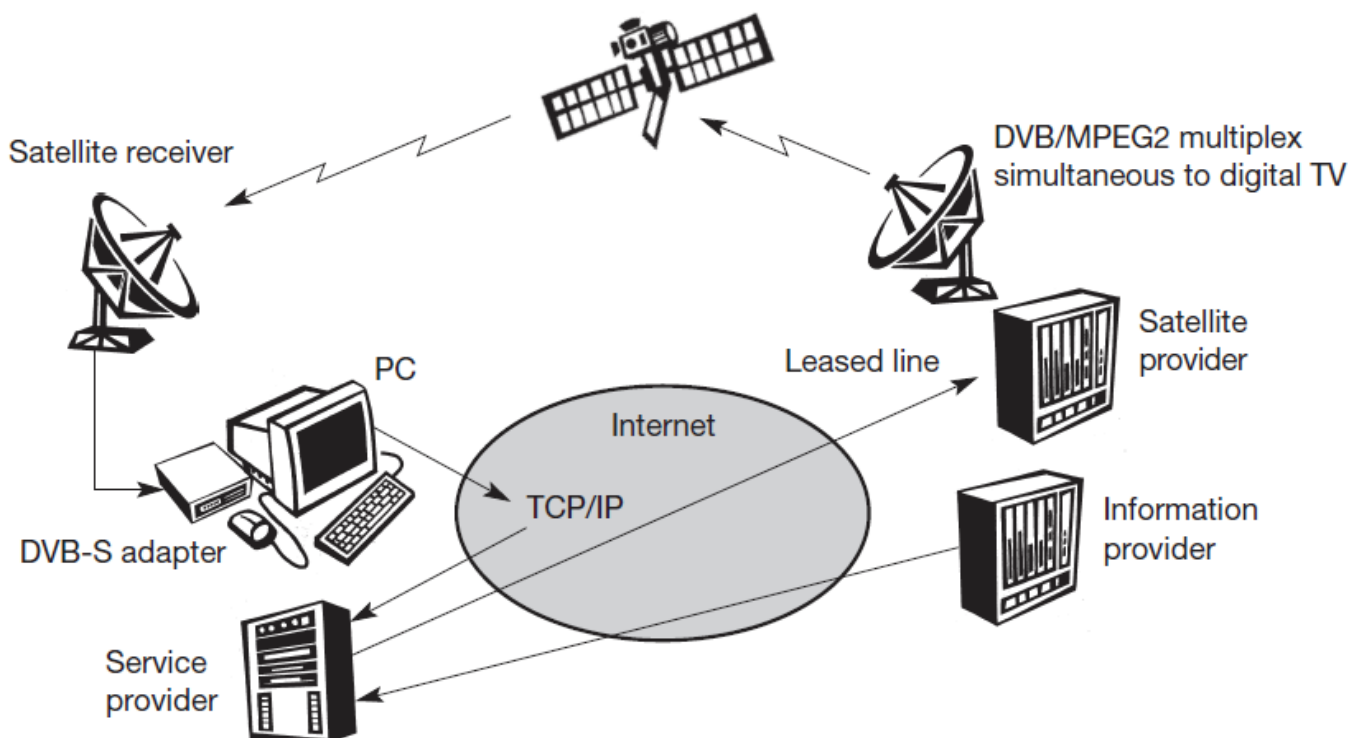 Satellite receiver
DVB/MPEG2 multiplex
simultaneous to digital TV
Satellite
provider
Leased line
PC
Internet
TCP/IP
Information
provider
DVB-S adapter
Service
provider